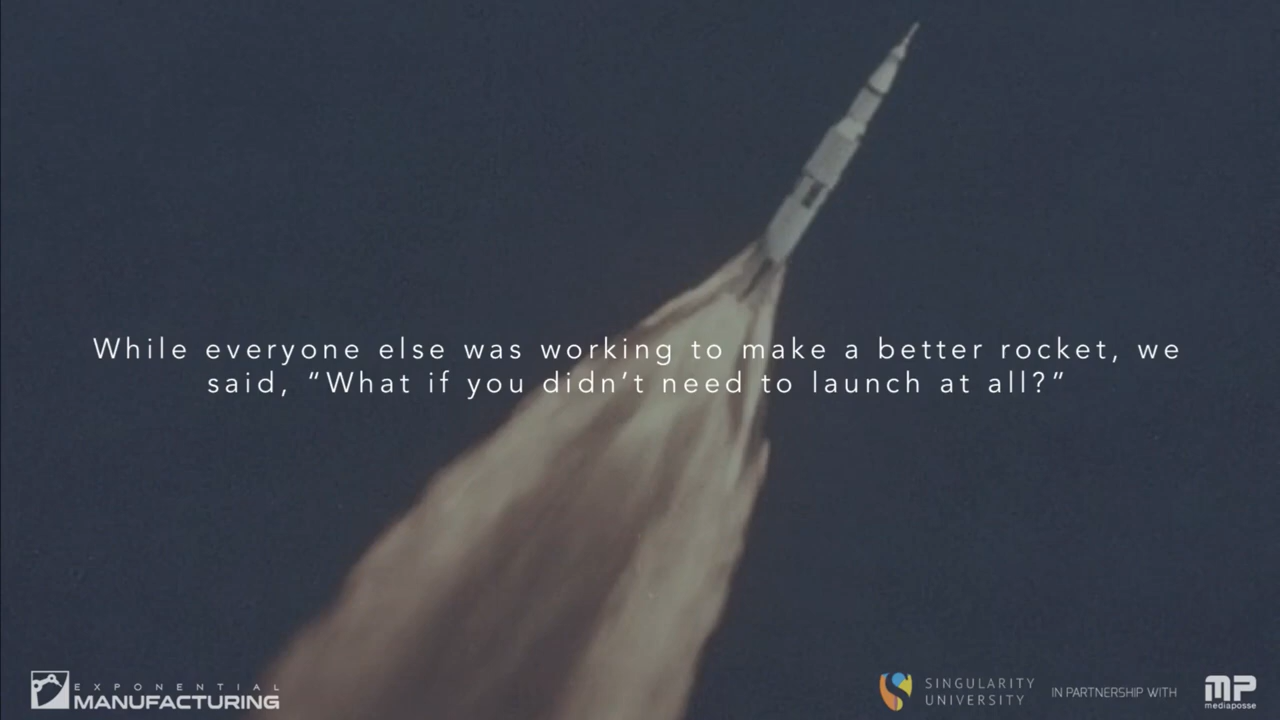 While everyone else was working to make a better rocket, we
said, “What if you didn’t need to launch at all?”
EXPONENTIAL
MANUFACTURING
SINGULARITY
UNIVERSITY
IN PARTNERSHIP WITH
MP
mediaposse